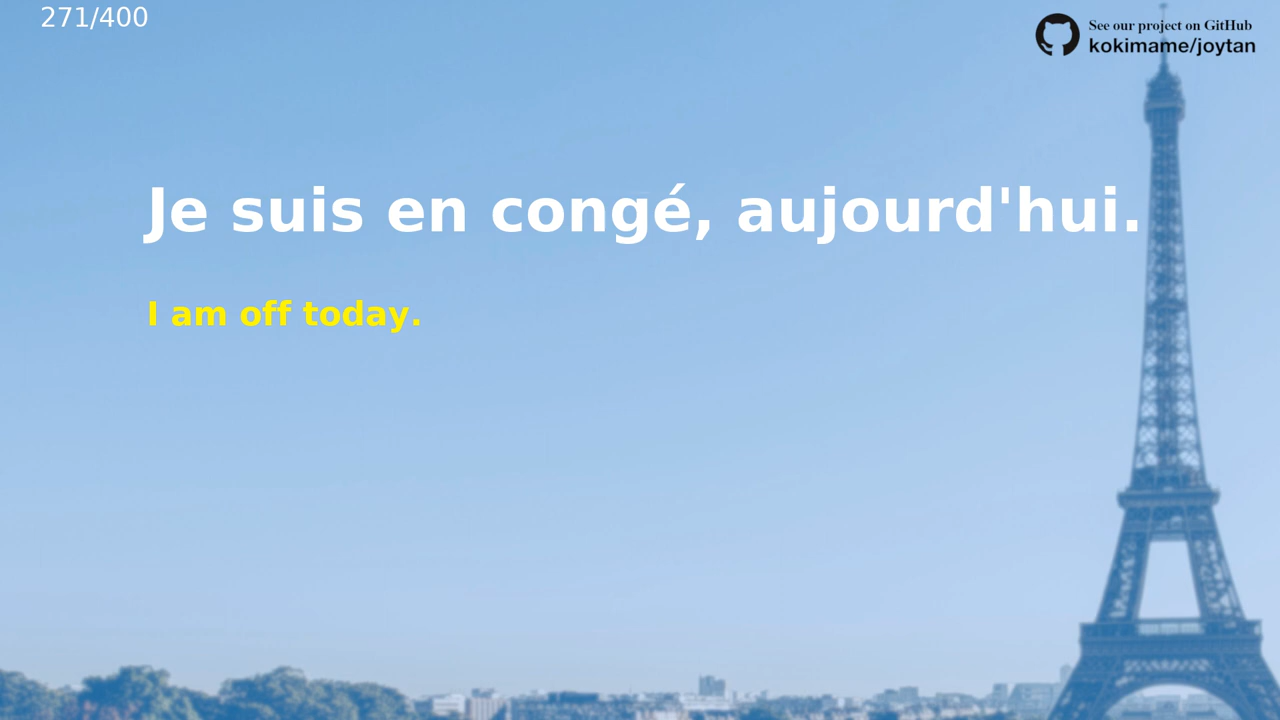 271/400
See our project on GitHub
kokimame/joytan
Je suis en congé, aujourd'hui.
I am off today.